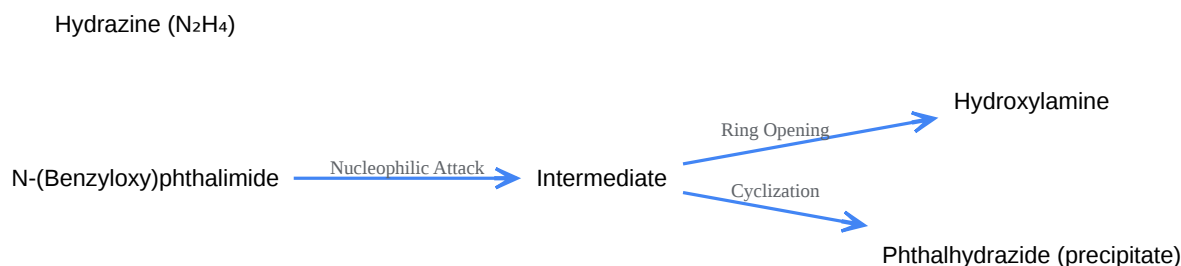 Hydrazine (N₂H₄)
Hydroxylamine
Ring Opening
N-(Benzyloxy)phthalimide
Nucleophilic Attack
Intermediate
Cyclization
Phthalhydrazide (precipitate)